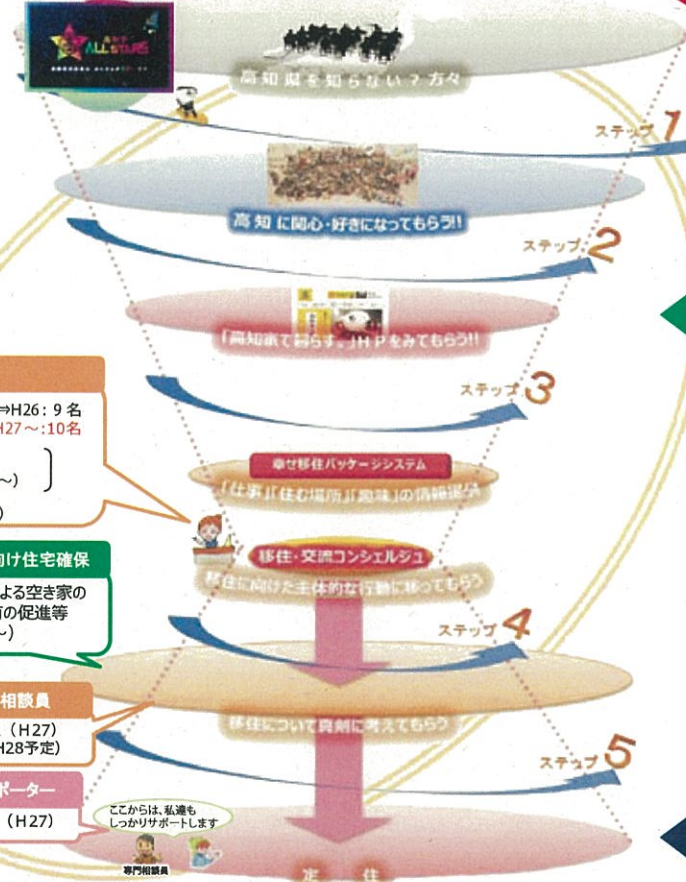 高知家
ALL STARS
高知県を知らない？方々
ステップ1
高知に関心・好きになってもらう!!
ステップ2
「高知家で暮らす。」ＨＰをみてもらう!!
ステップ3
⇒H26：9名
H27～：10名
～）
）
幸せ移住パッケージシステム
「仕事」「住む場所」「趣味」の情報提供
移住・交流コンシェルジュ
移住に向けた主体的な行動に移ってもらう
向け住宅確保
よる空き家の
の促進等
～）
ステップ4
相談員
（H27）
H28予定）
移住について真剣に考えてもらう
ステップ5
ポーター
（H27）
ここからは、私達も
しっかりサポートします
専門相談員
定　住